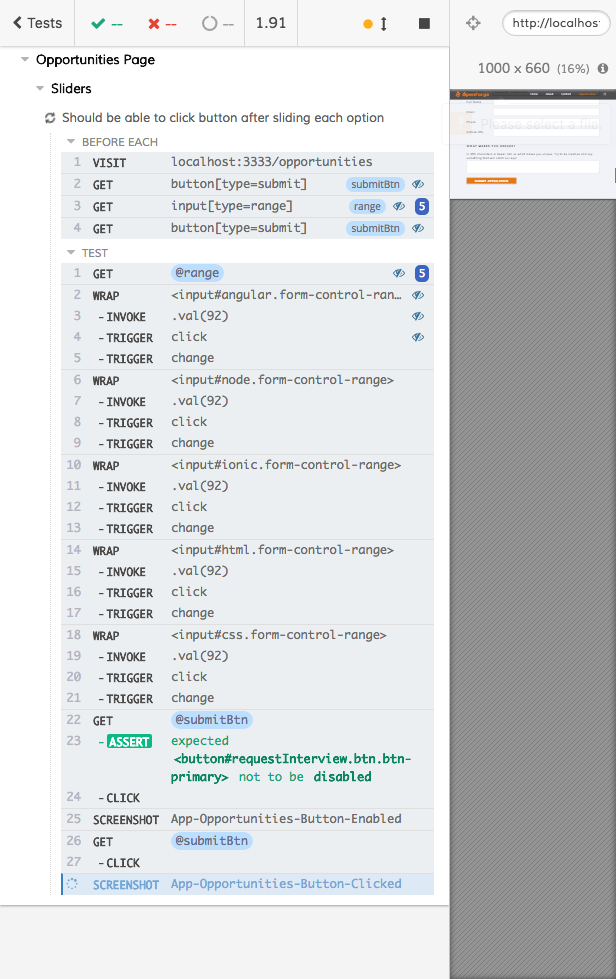 Tests -- -- -- 1.91
http://localhos
1000 x 660 (16%)
Opportunities Page
Sliders
Should be able to click button after sliding each option
BEFORE EACH
1 VISIT localhost:3333/opportunities
2 GET button[type=submit] submitBtn
3 GET input[type=range] range 5
4 GET button[type=submit] submitBtn
TEST
1 GET @range 5
2 WRAP <input#angular.form-control-ran…
3 - INVOKE .val(92)
4 - TRIGGER click
5 - TRIGGER change
6 WRAP <input#node.form-control-range>
7 - INVOKE .val(92)
8 - TRIGGER click
9 - TRIGGER change
10 WRAP <input#ionic.form-control-range>
11 - INVOKE .val(92)
12 - TRIGGER click
13 - TRIGGER change
14 WRAP <input#html.form-control-range>
15 - INVOKE .val(92)
16 - TRIGGER click
17 - TRIGGER change
18 WRAP <input#css.form-control-range>
19 - INVOKE .val(92)
20 - TRIGGER click
21 - TRIGGER change
22 GET @submitBtn
23 - ASSERT expected
<button#requestInterview.btn.btn-
primary> not to be disabled
24 - CLICK
25 SCREENSHOT App-Opportunities-Button-Enabled
26 GET @submitBtn
27 - CLICK
SCREENSHOT App-Opportunities-Button-Clicked
Please select a file